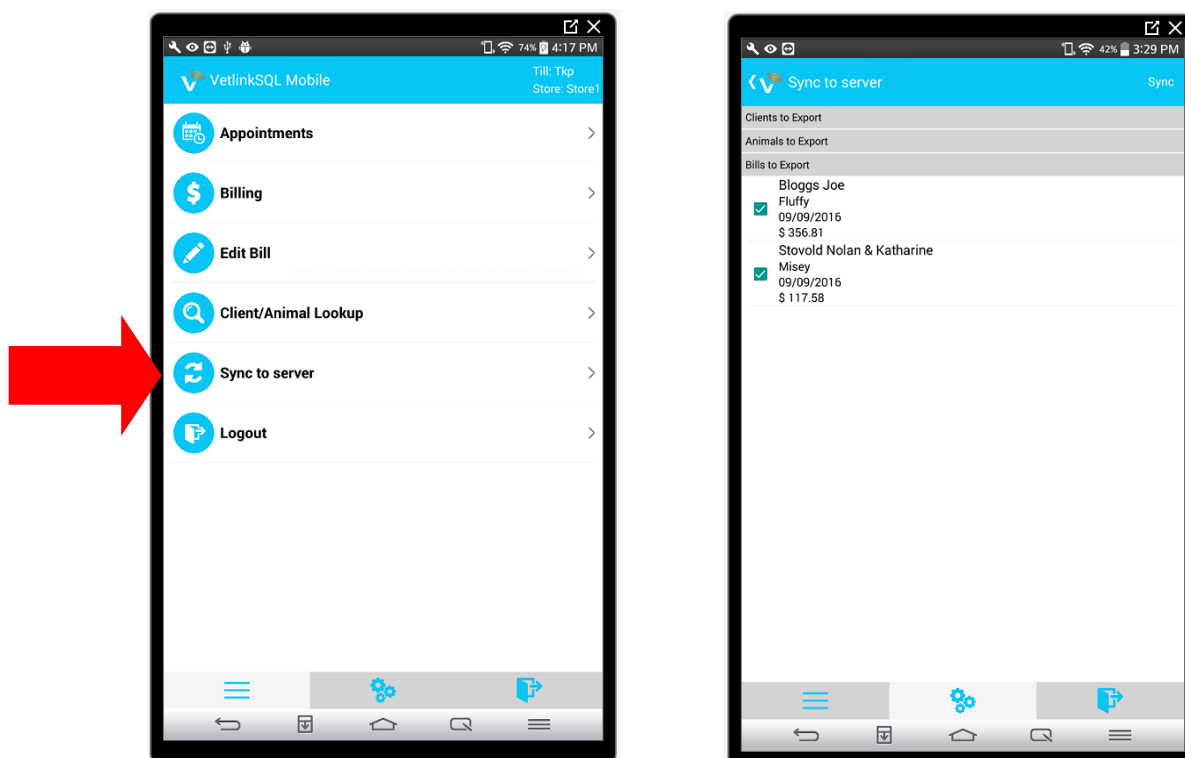 74% 4:17 PM
VetlinkSQL Mobile
Till: Tkp
Store: Store1
Appointments
Billing
Edit Bill
Client/Animal Lookup
Sync to server
Logout
42% 3:29 PM
Sync to server
Sync
Clients to Export
Animals to Export
Bills to Export
Bloggs Joe
Fluffy
09/09/2016
$ 356.81
Stovold Nolan & Katharine
Misey
09/09/2016
$ 117.58